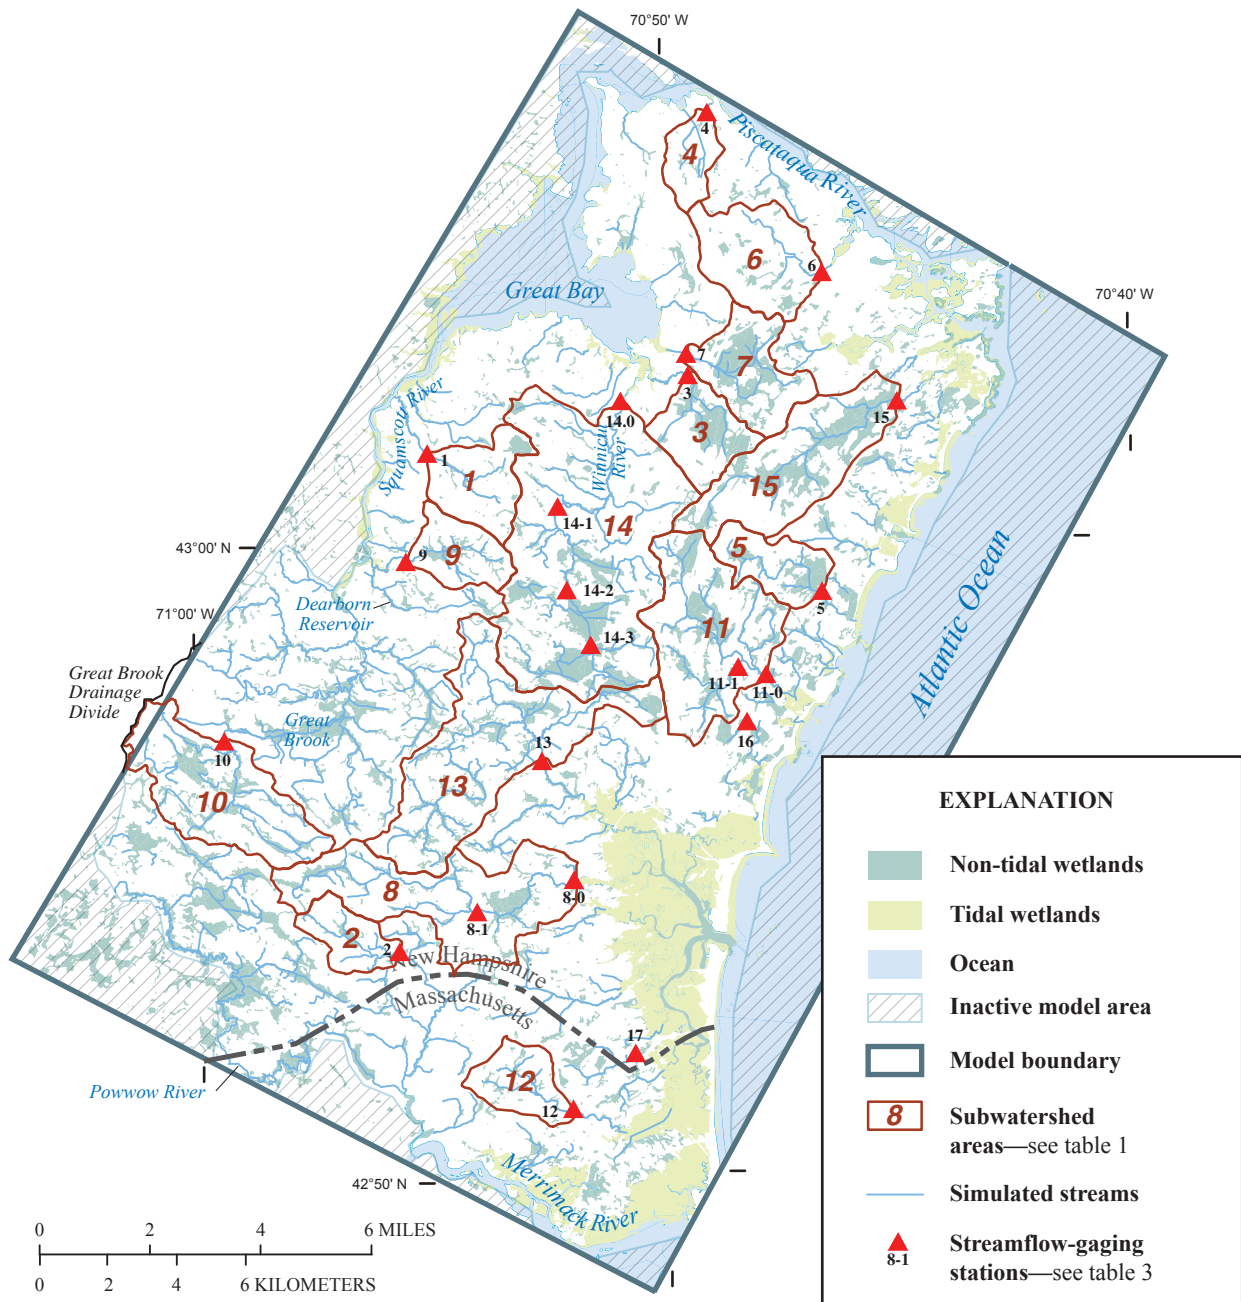 70°50' W
4
Piscataqua River
4
6
6
70°40' W
Great Bay
7
7
3
15
14.0
3
Squamscott River
Winnicut
River
1
1
15
14-1
14
5
43°00' N
9
9
14-2
5
Dearborn
Reservoir
71°00' W
11
14-3
Atlantic Ocean
Great Brook
Drainage
Divide
11-1
11-0
Great
Brook
16
10
13
13
10
8
8-0
8-1
2
2
New Hampshire
Massachusetts
17
12
12
Powwow River
Merrimack River
42°50' N
0 2 4 6 MILES
0 2 4 6 KILOMETERS
EXPLANATION
Non-tidal wetlands
Tidal wetlands
Ocean
Inactive model area
Model boundary
8
Subwatershed
areas—see table 1
Simulated streams
8-1
Streamflow-gaging
stations—see table 3